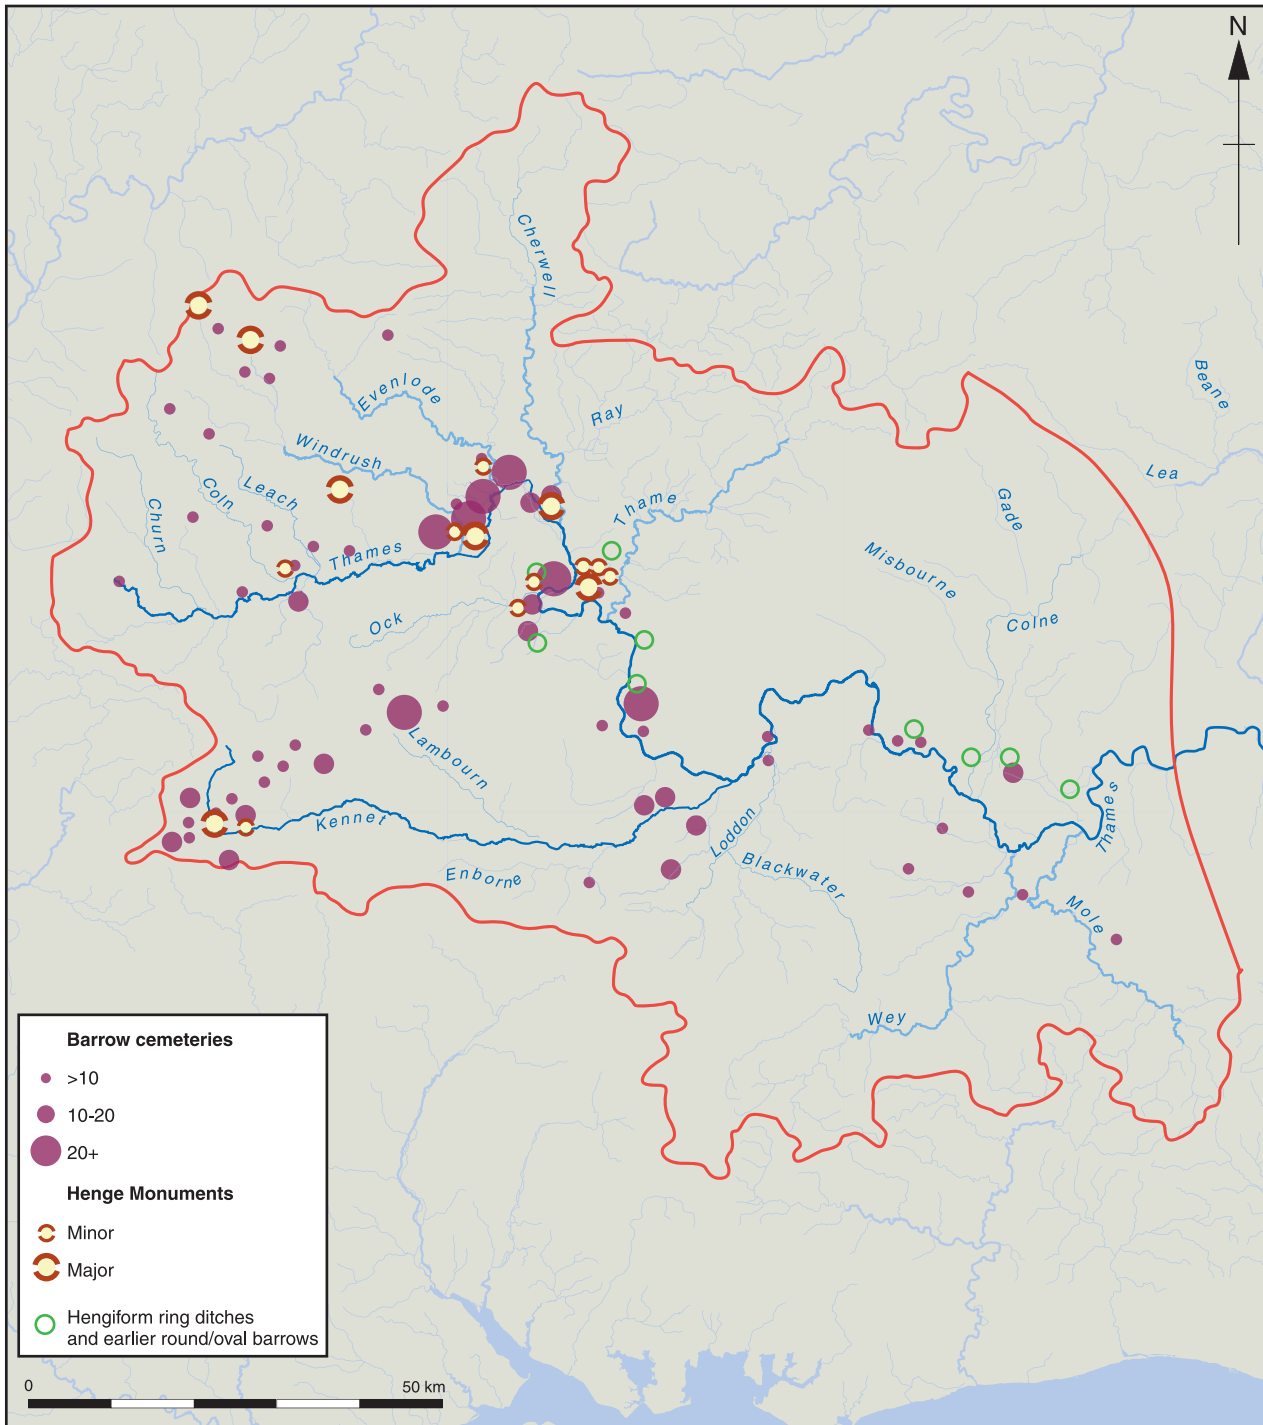 N
Cherwell
Beane
Evenlode
Ray
Windrush
Lea
Leach
Coln
Thame
Gade
Churn
Thames
Misbourne
Ock
Colne
Lambourn
Kennet
Loddon
Thames
Enborne
Blackwater
Mole
Wey
Barrow cemeteries
>10
10-20
20+
Henge Monuments
Minor
Major
Hengiform ring ditches
and earlier round/oval barrows
0
50 km